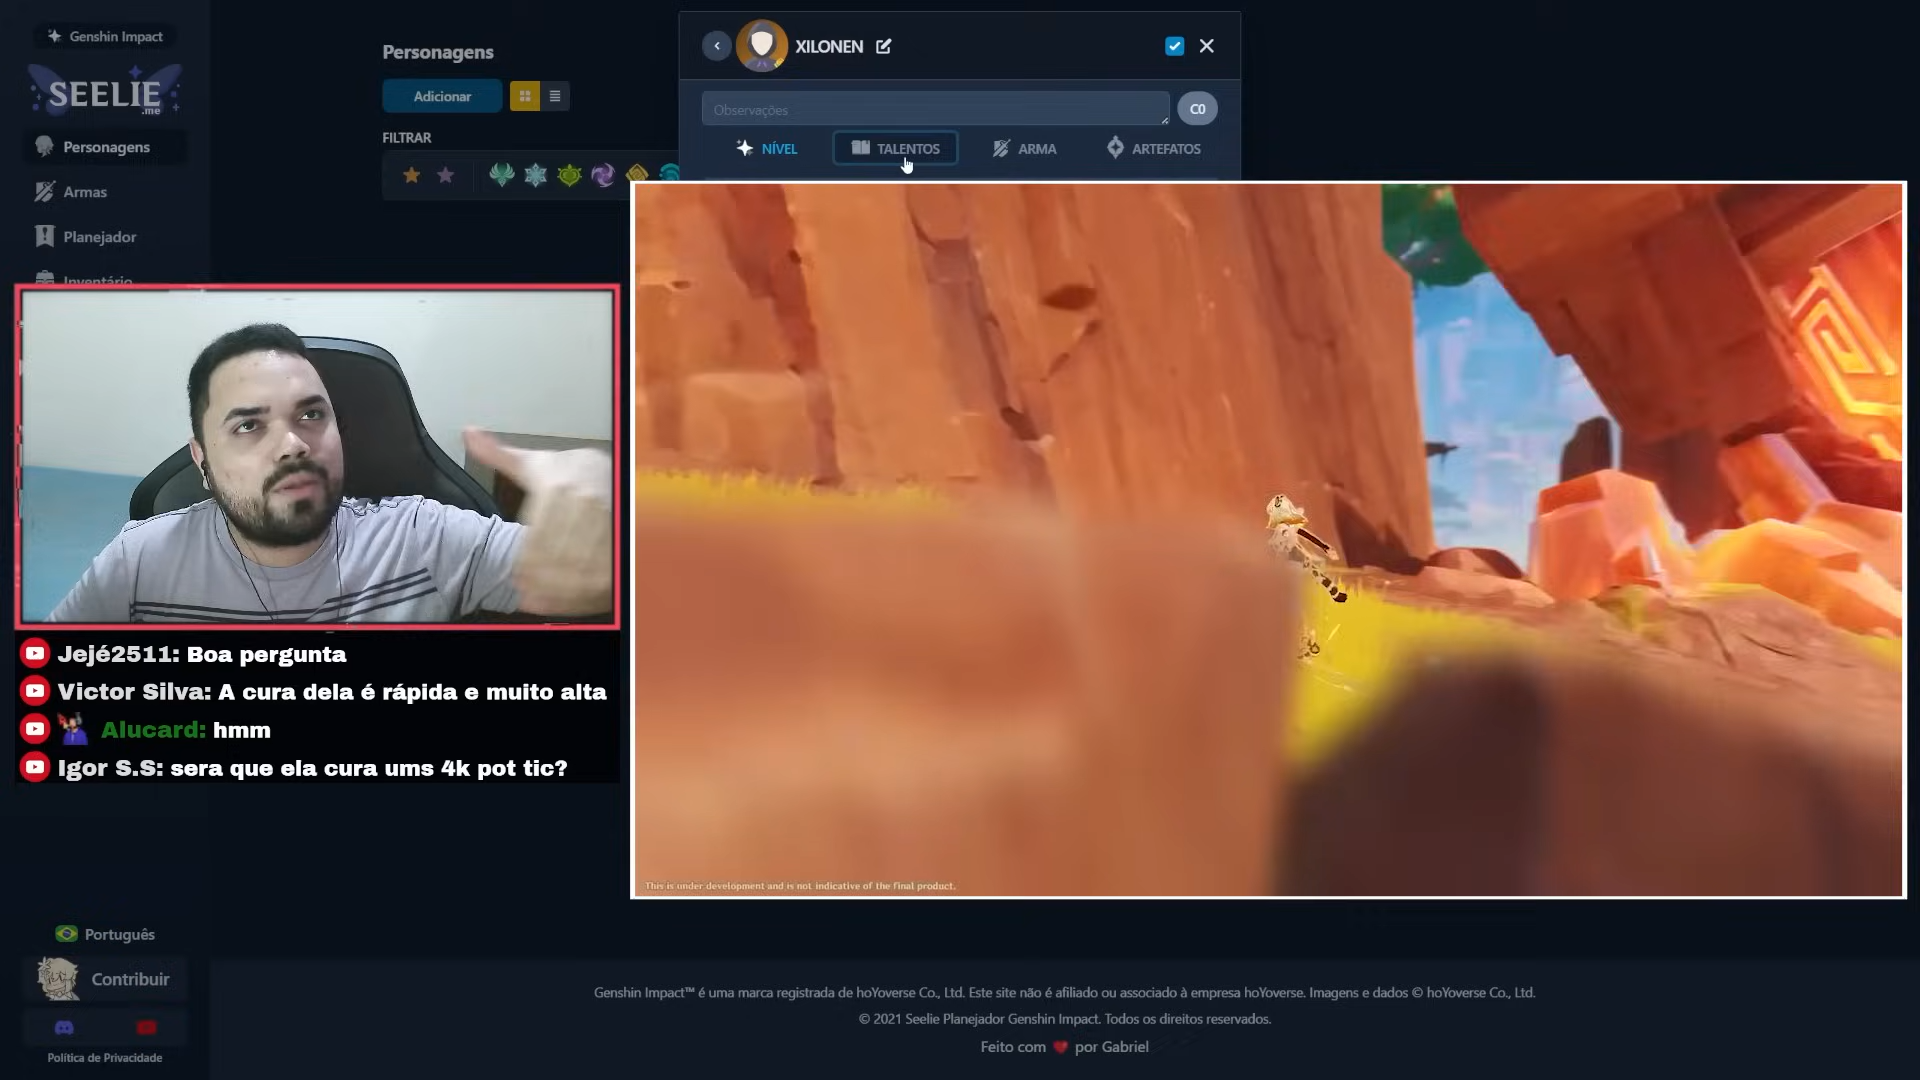 Genshin Impact
SEELIE
.me
Personagens
Armas
Planejador
Inventário
Personagens
Adicionar
FILTRAR
XILONEN
Observações
C0
NÍVEL
TALENTOS
ARMA
ARTEFATOS
This is under development and is not indicative of the final product.
Jejé2511: Boa pergunta
Victor Silva: A cura dela é rápida e muito alta
Alucard: hmm
Igor S.S: sera que ela cura ums 4k pot tic?
Português
Contribuir
Política de Privacidade
Genshin Impact™ é uma marca registrada de hoYoverse Co., Ltd. Este site não é afiliado ou associado à empresa hoYoverse. Imagens e dados © hoYoverse Co., Ltd.
© 2021 Seelie Planejador Genshin Impact. Todos os direitos reservados.
Feito com por Gabriel